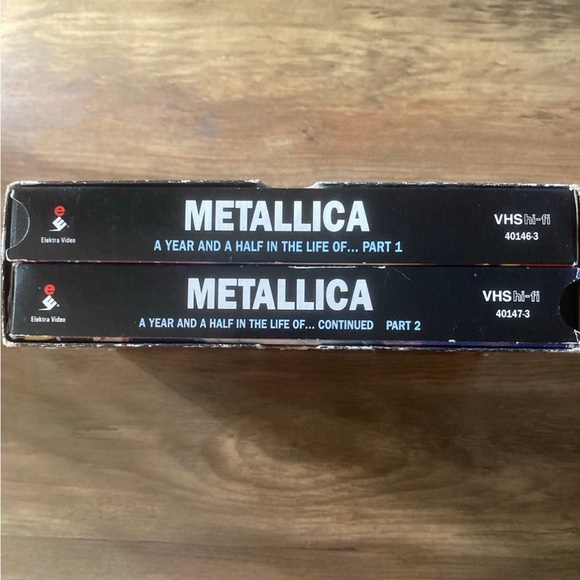 METALLICA
A YEAR AND A HALF IN THE LIFE OF... PART 1
e
Elektra Video
VHS hi-fi
40146-3
METALLICA
A YEAR AND A HALF IN THE LIFE OF... CONTINUED PART 2
e
Elektra Video
VHS hi-fi
40147-3